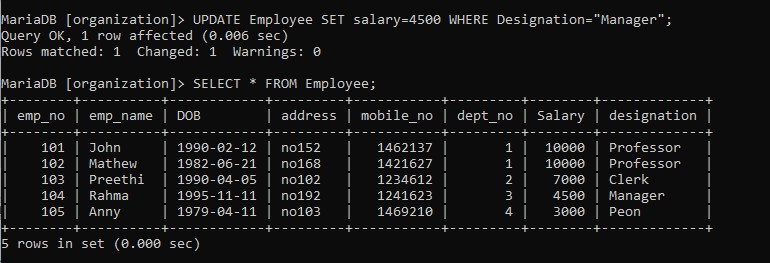 MariaDB [organization]> UPDATE Employee SET salary=4500 WHERE Designation="Manager";
Query OK, 1 row affected (0.006 sec)
Rows matched: 1  Changed: 1  Warnings: 0
MariaDB [organization]> SELECT * FROM Employee;
+--------+----------+------------+---------+-----------+---------+--------+-------------+
| emp_no | emp_name | DOB        | address | mobile_no | dept_no | Salary | designation |
+--------+----------+------------+---------+-----------+---------+--------+-------------+
|    101 | John     | 1990-02-12 | no152   |   1462137 |       1 |  10000 | Professor   |
|    102 | Mathew   | 1982-06-21 | no168   |   1421627 |       1 |  10000 | Professor   |
|    103 | Preethi  | 1990-04-05 | no102   |   1234612 |       2 |   7000 | Clerk       |
|    104 | Rahma    | 1995-11-11 | no192   |   1241623 |       3 |   4500 | Manager     |
|    105 | Anny     | 1979-04-11 | no103   |   1469210 |       4 |   3000 | Peon        |
+--------+----------+------------+---------+-----------+---------+--------+-------------+
5 rows in set (0.000 sec)